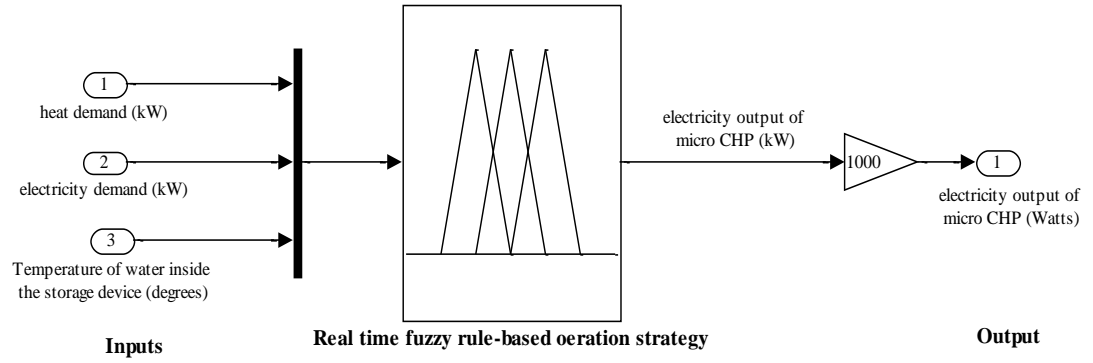 1
heat demand (kW)
2
electricity demand (kW)
3
Temperature of water inside
the storage device (degrees)
Inputs
Real time fuzzy rule-based oeration strategy
electricity output of
micro CHP (kW)
1000
1
electricity output of
micro CHP (Watts)
Output